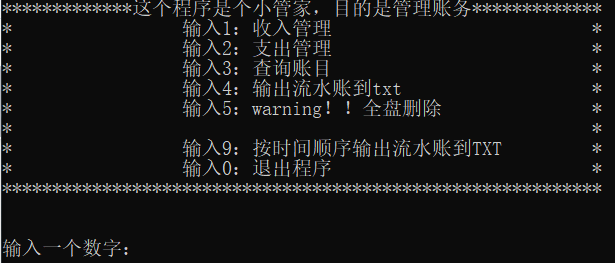 *************这个程序是个小管家，目的是管理账务*************
*                 输入1：收入管理                          *
*                 输入2：支出管理                          *
*                 输入3：查询账目                          *
*                 输入4：输出流水账到txt                   *
*                 输入5：warning！！全盘删除               *
*                                                          *
*                 输入9：按时间顺序输出流水账到TXT         *
*                 输入0：退出程序                          *
************************************************************
输入一个数字：